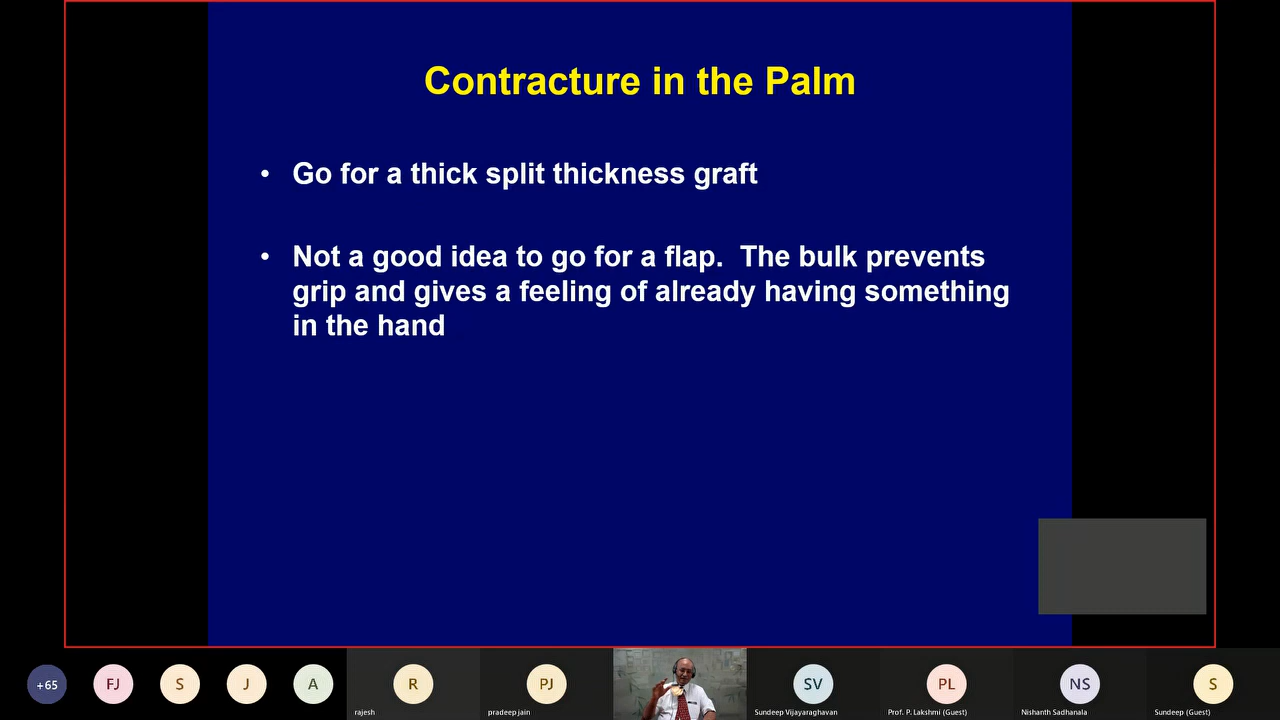 Contracture in the Palm
• Go for a thick split thickness graft
• Not a good idea to go for a flap. The bulk prevents
grip and gives a feeling of already having something
in the hand
+65
FJ
S
J
A
R
PJ
SV
PL
NS
S
rajesh
pradeep jain
Sundeep Vijayaraghavan
Prof. P. Lakshmi (Guest)
Nishanth Sadhanala
Sundeep (Guest)